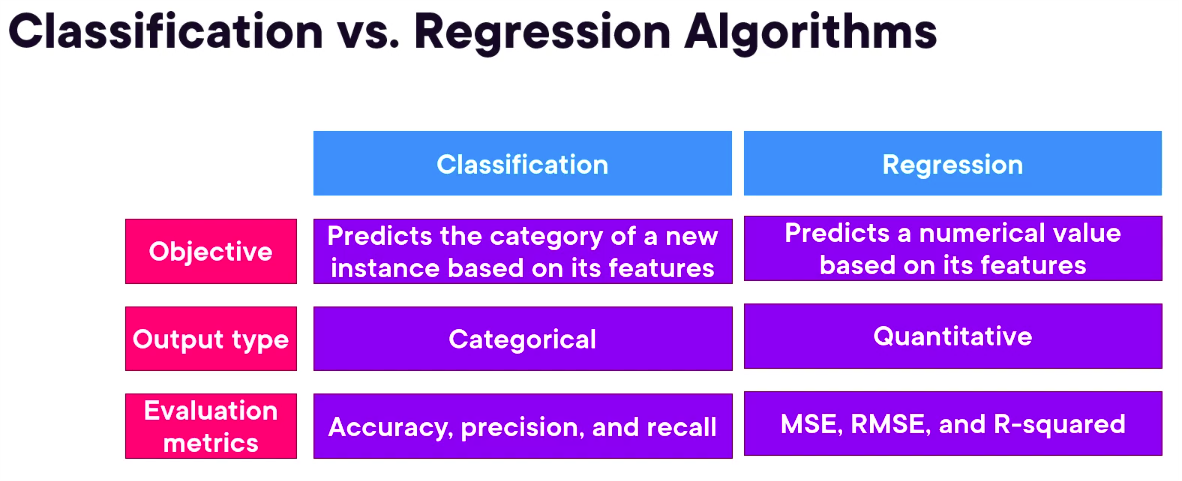 Classification vs. Regression Algorithms
Classification
Regression
Objective
Predicts the category of a new
instance based on its features
Predicts a numerical value
based on its features
Output type
Categorical
Quantitative
Evaluation
metrics
Accuracy, precision, and recall
MSE, RMSE, and R-squared